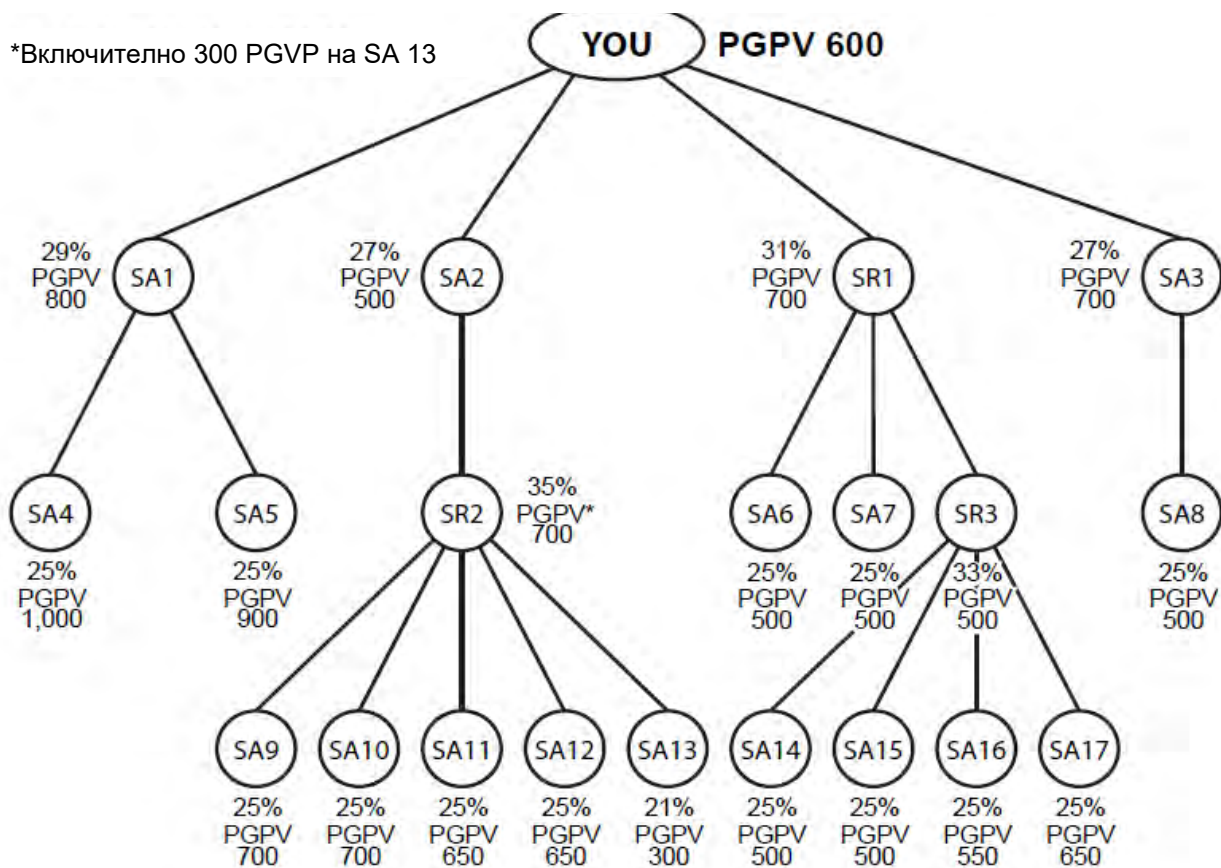 YOU PGPV 600
*Включително 300 PGVP на SA 13
29%
PGPV
800
SA1
27%
PGPV
500
SA2
31%
PGPV
700
SR1
27%
PGPV
700
SA3
SA4
25%
PGPV
1,000
SA5
25%
PGPV
900
SR2
35%
PGPV*
700
SA6
25%
PGPV
500
SA7
25%
PGPV
500
SR3
33%
PGPV
500
SA8
25%
PGPV
500
SA9
25%
PGPV
700
SA10
25%
PGPV
700
SA11
25%
PGPV
650
SA12
25%
PGPV
650
SA13
21%
PGPV
300
SA14
25%
PGPV
500
SA15
25%
PGPV
500
SA16
25%
PGPV
550
SA17
25%
PGPV
650